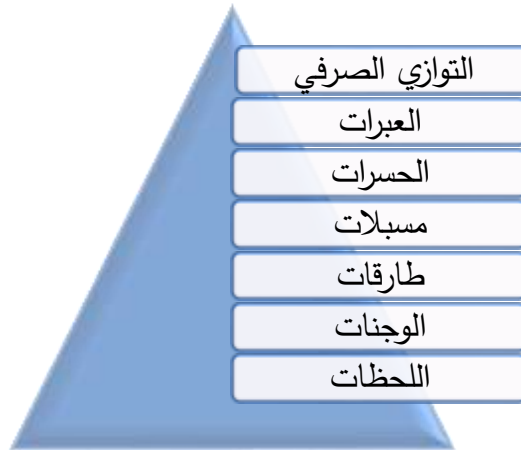 التوازي الصرفي
العبرات
الحسرات
مسبلات
طارقات
الوجنات
اللحظات